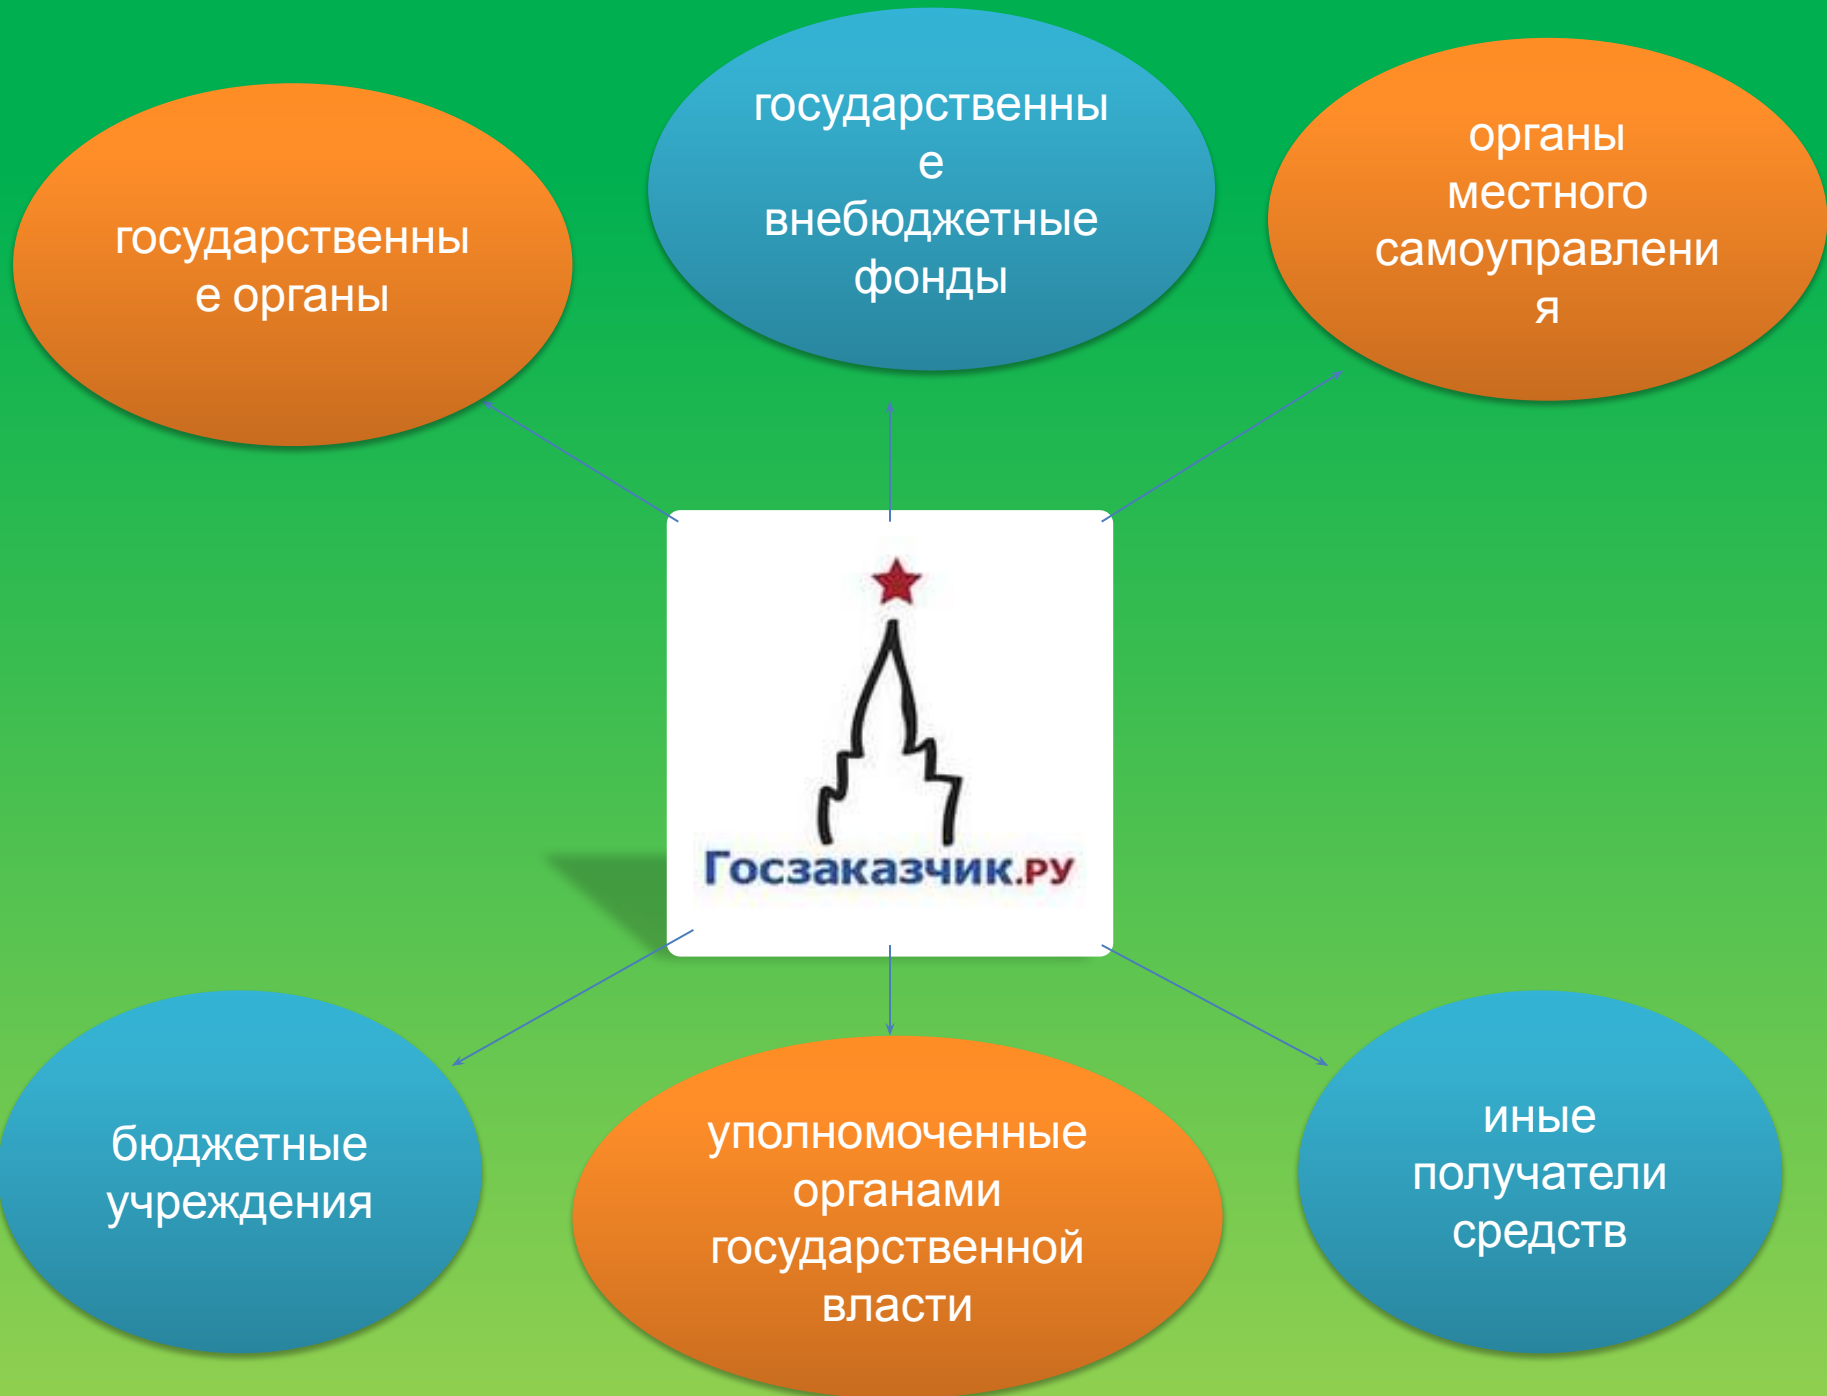 государственны
е органы
государственны
е
внебюджетные
фонды
органы
местного
самоуправлени
я
Госзаказчик.РУ
бюджетные
учреждения
уполномоченные
органами
государственной
власти
иные
получатели
средств